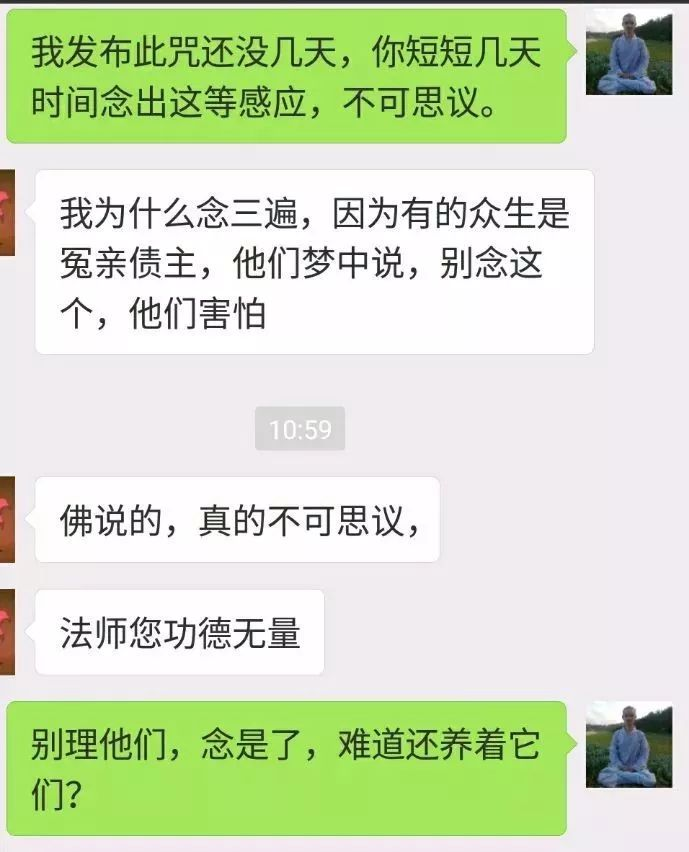 我发布此咒还没几天，你短短几天
时间念出这等感应，不可思议。
我为什么念三遍，因为有的众生是
冤亲债主，他们梦中说，别念这
个，他们害怕
10:59
佛说的，真的不可思议，
法师您功德无量
别理他们，念是了，难道还养着它
们？